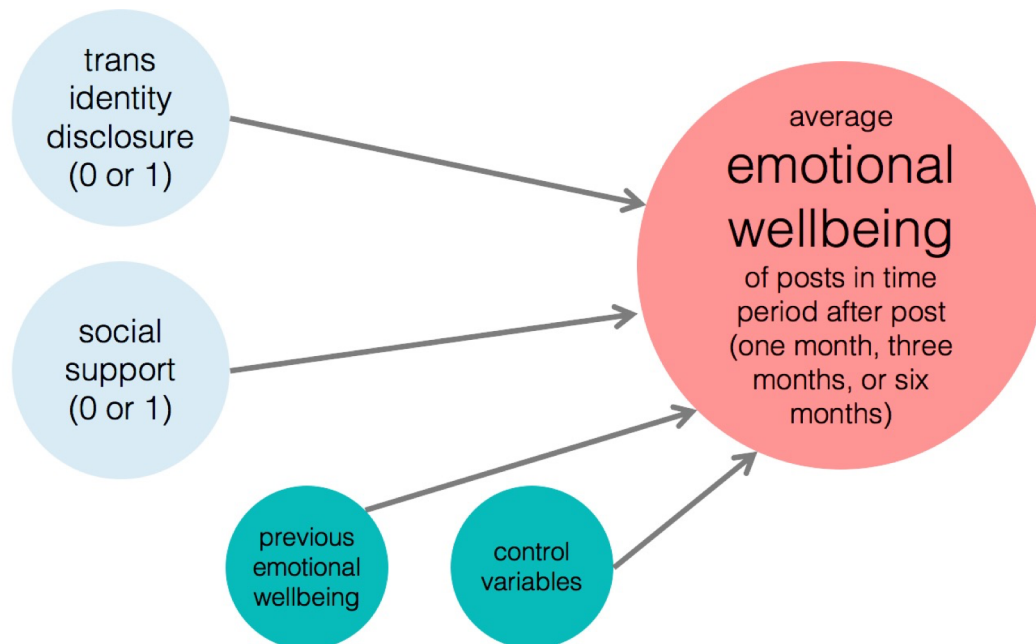 trans
identity
disclosure
(0 or 1)
social
support
(0 or 1)
previous
emotional
wellbeing
control
variables
average
emotional
wellbeing
of posts in time
period after post
(one month, three
months, or six
months)